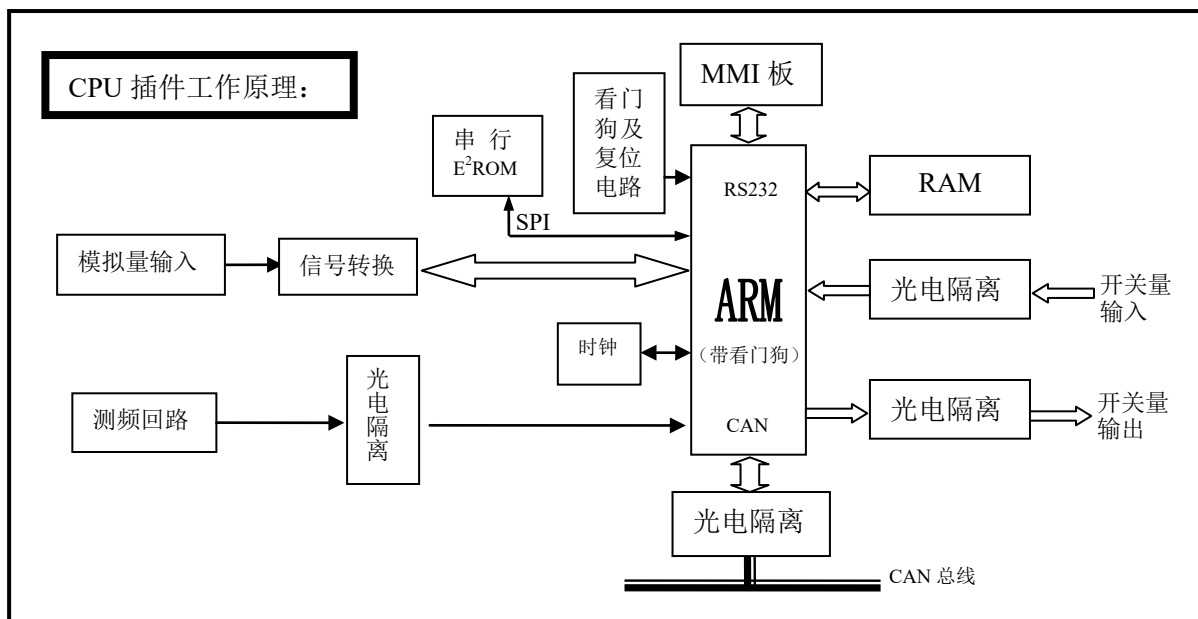 CPU 插件工作原理：
MMI 板
看门
狗及
复位
电路
串 行
E²ROM
RS232
RAM
SPI
模拟量输入
信号转换
ARM
光电隔离
开关量
输入
时钟
（带看门狗）
测频回路
光
电
隔
离
CAN
光电隔离
开关量
输出
光电隔离
CAN 总线